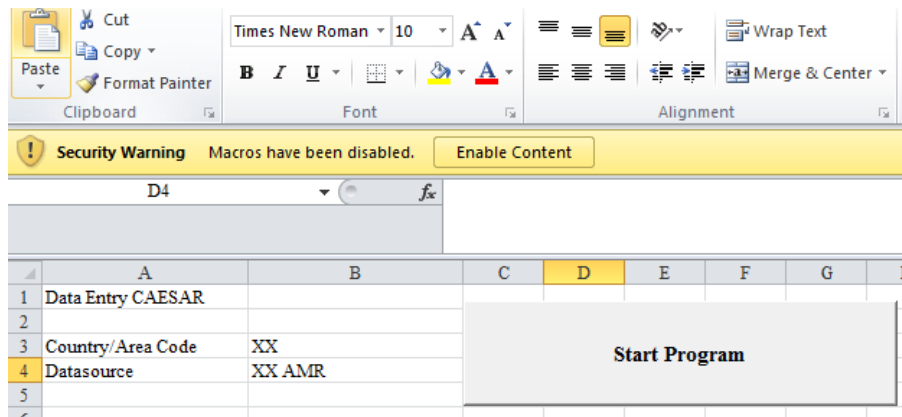 Cut
Times New Roman 10 A A Wrap Text
Copy
Paste
Format Painter
B I U A Merge & Center
Clipboard Font Alignment
Security Warning Macros have been disabled. Enable Content
D4 fx
A B C D E F G
1 Data Entry CAESAR
2
3 Country/Area Code XX
Start Program
4 Datasource XX AMR
5